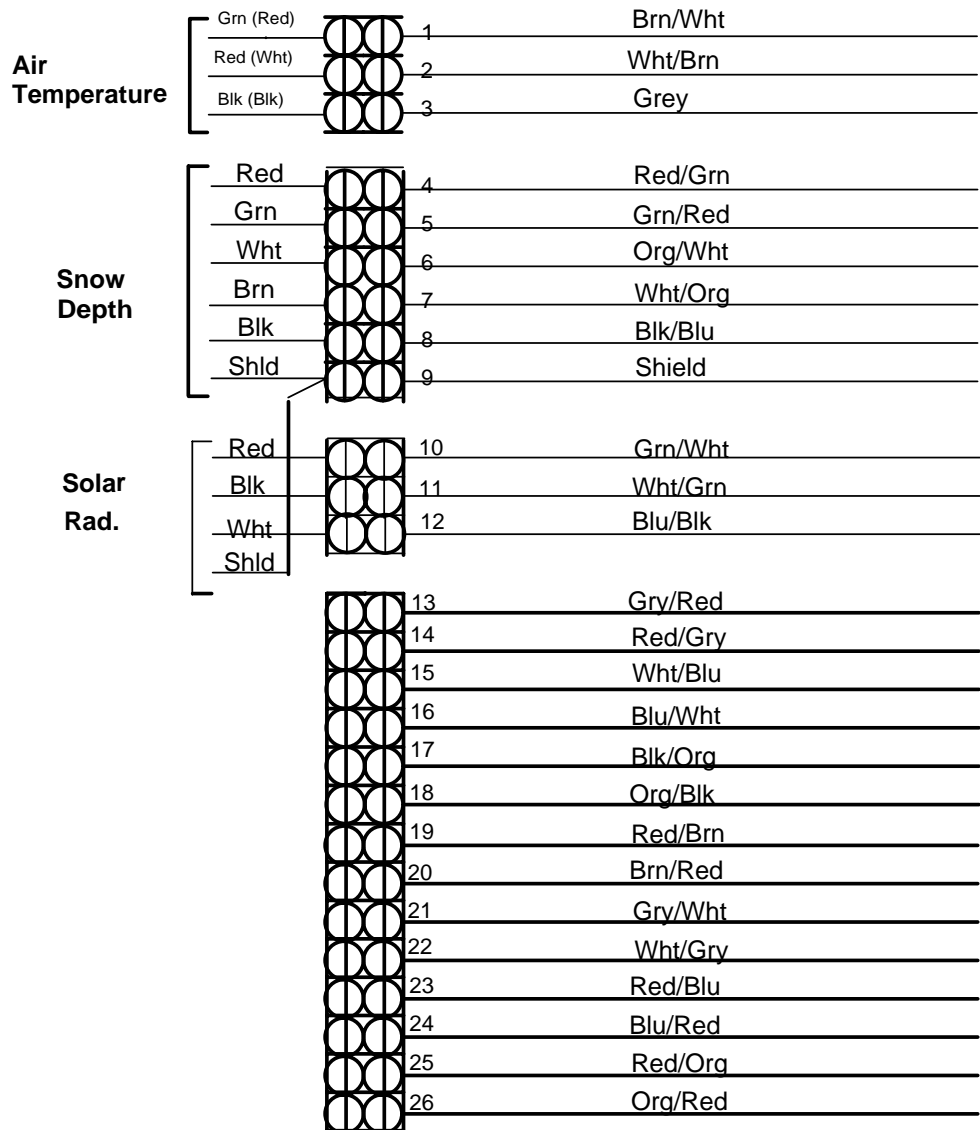 Grn (Red) 1 Brn/Wht
Air
Temperature
Red (Wht) 2 Wht/Brn
Blk (Blk) 3 Grey
Red 4 Red/Grn
Grn 5 Grn/Red
Wht 6 Org/Wht
Snow
Depth
Brn 7 Wht/Org
Blk 8 Blk/Blu
Shld 9 Shield
Red 10 Grn/Wht
Solar
Rad.
Blk 11 Wht/Grn
Wht 12 Blu/Blk
Shld
13 Gry/Red
14 Red/Gry
15 Wht/Blu
16 Blu/Wht
17 Blk/Org
18 Org/Blk
19 Red/Brn
20 Brn/Red
21 Gry/Wht
22 Wht/Gry
23 Red/Blu
24 Blu/Red
25 Red/Org
26 Org/Red